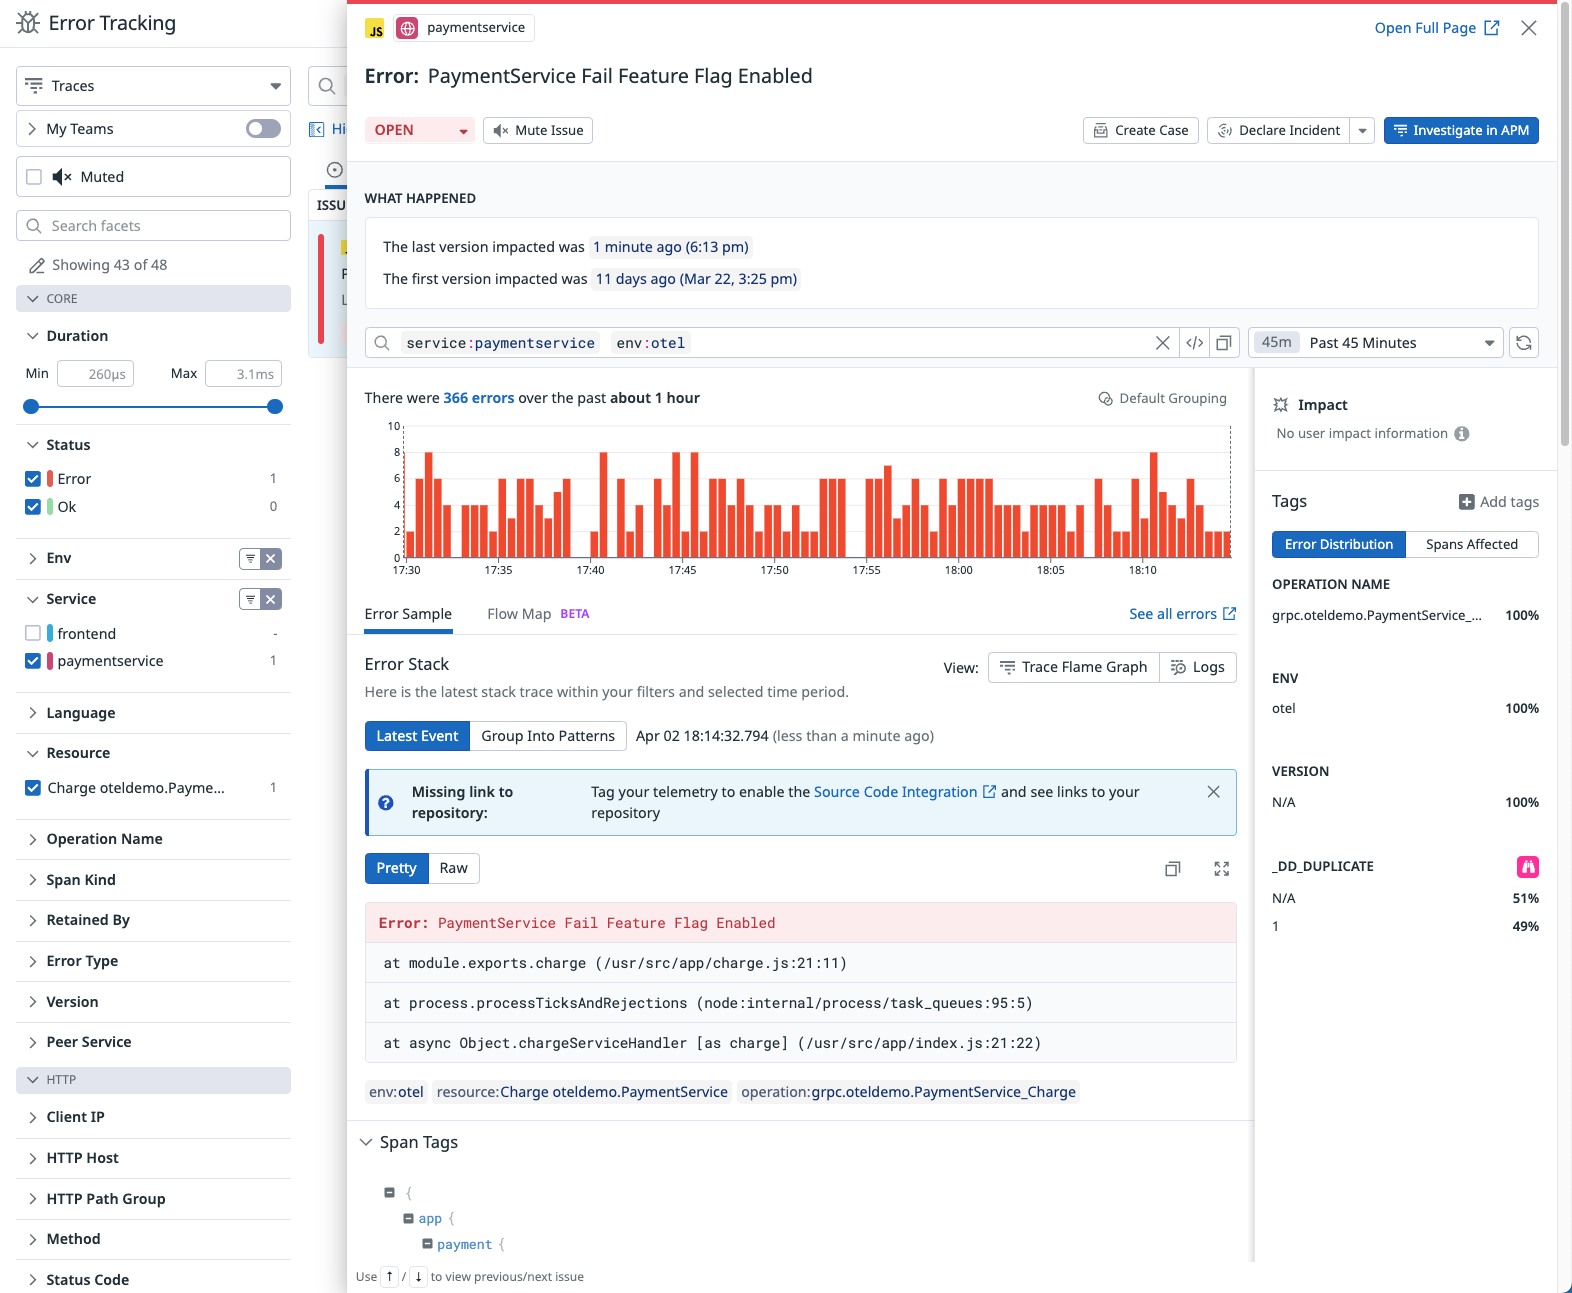 Error Tracking
Traces
My Teams
Muted
Search facets
Showing 43 of 48
CORE
Duration
Min 260μs Max 3.1ms
Status
Error 1
Ok 0
Env
Service
frontend -
paymentservice 1
Language
Resource
Charge oteldemo.Payme... 1
Operation Name
Span Kind
Retained By
Error Type
Version
Peer Service
HTTP
Client IP
HTTP Host
HTTP Path Group
Method
Status Code
Hi
ISSU
P
L
JS paymentservice
Open Full Page
Error: PaymentService Fail Feature Flag Enabled
OPEN Mute Issue
Create Case Declare Incident Investigate in APM
WHAT HAPPENED
The last version impacted was 1 minute ago (6:13 pm)
The first version impacted was 11 days ago (Mar 22, 3:25 pm)
service:paymentservice env:otel
</>
45m Past 45 Minutes
There were 366 errors over the past about 1 hour
Default Grouping
10
8
6
4
2
0
17:30 17:35 17:40 17:45 17:50 17:55 18:00 18:05 18:10
Error Sample Flow Map BETA
See all errors
Error Stack
Here is the latest stack trace within your filters and selected time period.
View: Trace Flame Graph Logs
Latest Event Group Into Patterns Apr 02 18:14:32.794 (less than a minute ago)
Missing link to
repository:
Tag your telemetry to enable the Source Code Integration and see links to your
repository
Pretty Raw
Error: PaymentService Fail Feature Flag Enabled
at module.exports.charge (/usr/src/app/charge.js:21:11)
at process.processTicksAndRejections (node:internal/process/task_queues:95:5)
at async Object.chargeServiceHandler [as charge] (/usr/src/app/index.js:21:22)
env:otel resource:Charge oteldemo.PaymentService operation:grpc.oteldemo.PaymentService_Charge
Span Tags
{
app {
payment {
Use ↑ / ↓ to view previous/next issue
Impact
No user impact information
Tags Add tags
Error Distribution Spans Affected
OPERATION NAME
grpc.oteldemo.PaymentService_... 100%
ENV
otel 100%
VERSION
N/A 100%
_DD_DUPLICATE
N/A 51%
1 49%